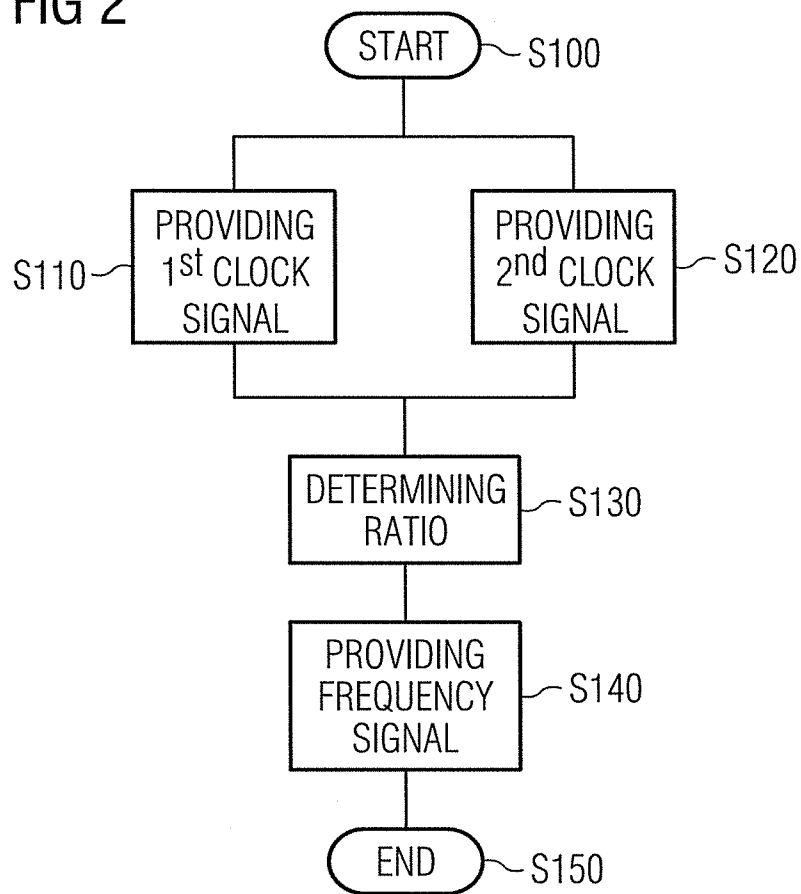 FIG 2
START
S100
PROVIDING
1st CLOCK
SIGNAL
S110
PROVIDING
2nd CLOCK
SIGNAL
S120
DETERMINING
RATIO
S130
PROVIDING
FREQUENCY
SIGNAL
S140
END
S150